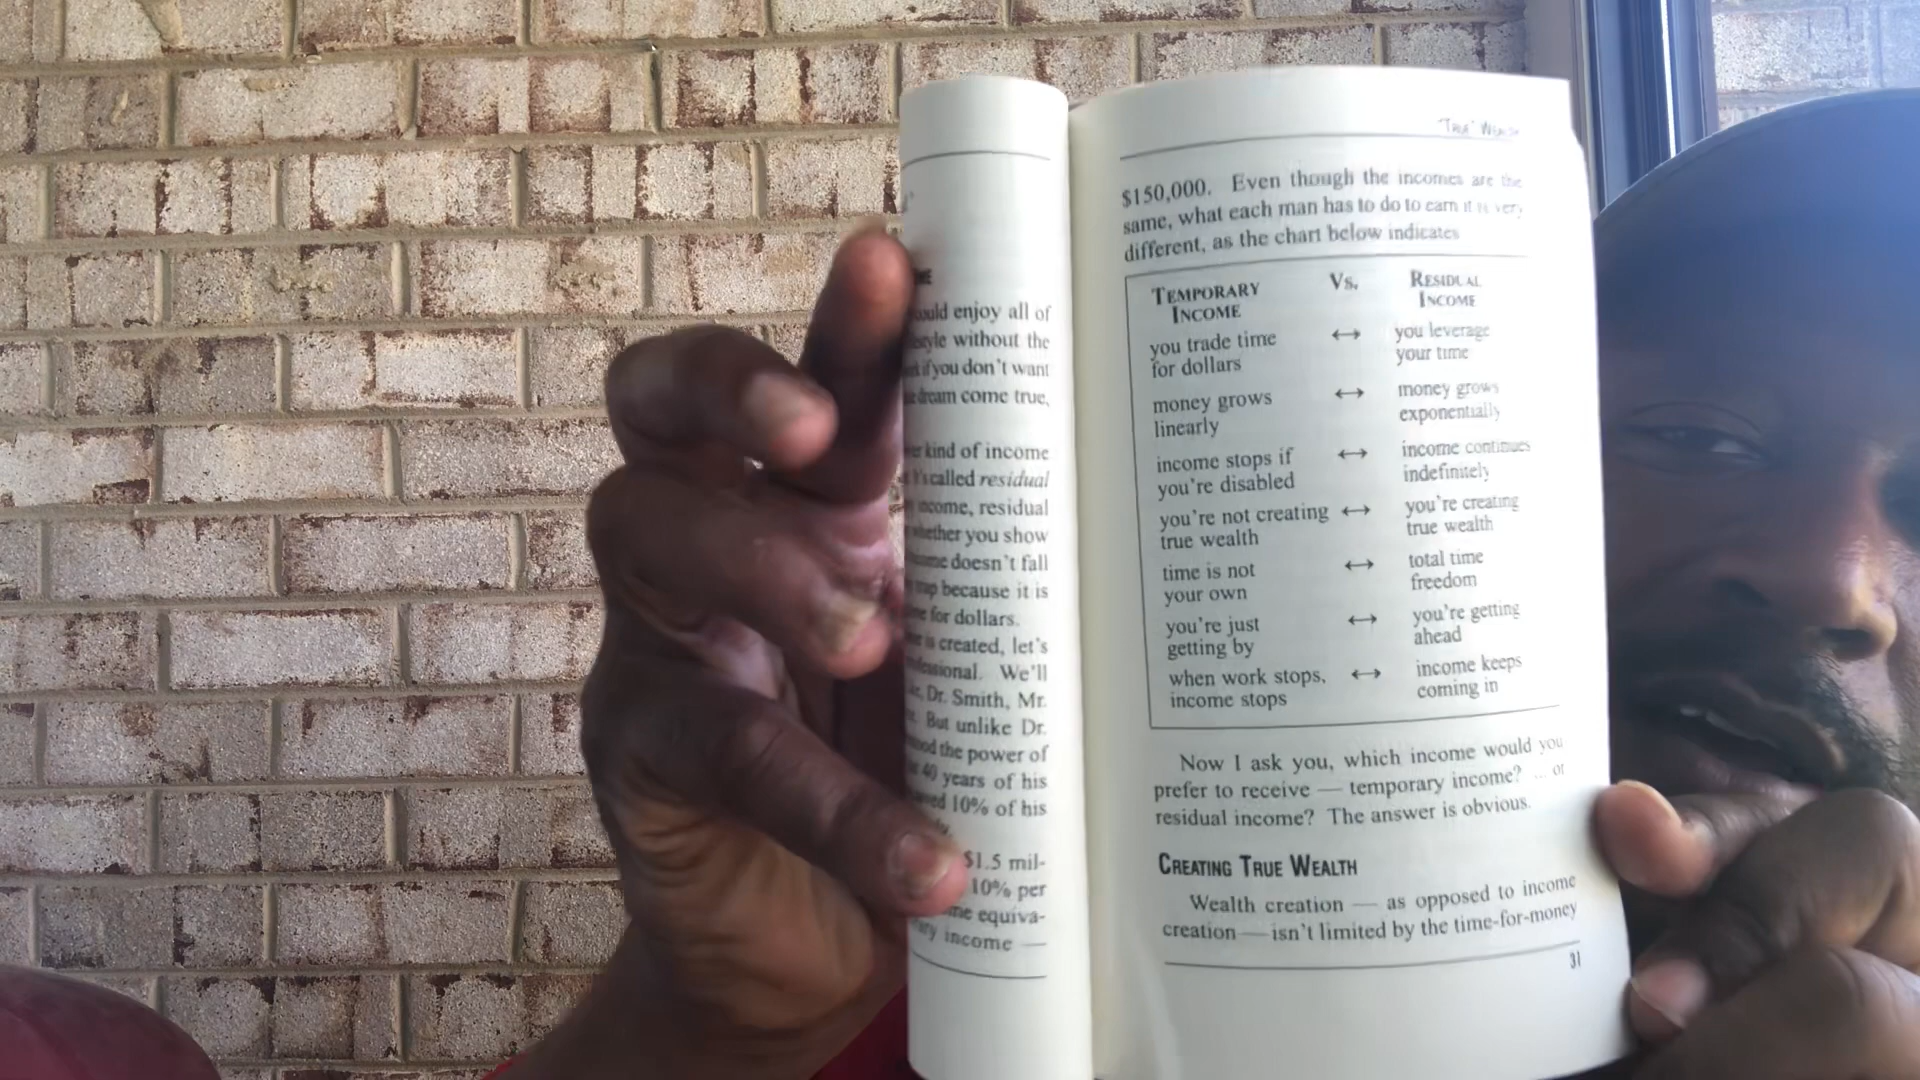 ould enjoy all of
style without the
if you don't want
dream come true,
kind of income
It's called residual
income, residual
whether you show
income doesn't fall
trap because it is
for dollars.
is created, let's
We'll
Dr. Smith, Mr.
But unlike Dr.
the power of
40 years of his
10% of his
$1.5 mil-
10% per
equiva-
income —
"TRUE" WEALTH
$150,000. Even though the incomes are the
same, what each man has to do to earn it is very
different, as the chart below indicates
TEMPORARY Vs. RESIDUAL
INCOME INCOME
you trade time ↔ you leverage
for dollars your time
money grows ↔ money grows
linearly exponentially
income stops if ↔ income continues
you're disabled indefinitely
you're not creating ↔ you're creating
true wealth true wealth
time is not ↔ total time
your own freedom
you're just ↔ you're getting
getting by ahead
when work stops, ↔ income keeps
income stops coming in
Now I ask you, which income would you
prefer to receive — temporary income? ... or
residual income? The answer is obvious.
CREATING TRUE WEALTH
Wealth creation — as opposed to income
creation — isn't limited by the time-for-money
31